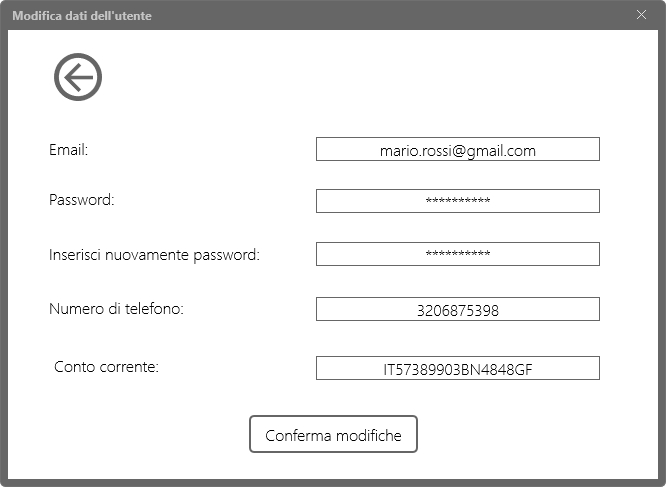 Modifica dati dell'utente
Email: mario.rossi@gmail.com
Password: **********
Inserisci nuovamente password: **********
Numero di telefono: 3206875398
Conto corrente: IT57389903BN4848GF
Conferma modifiche